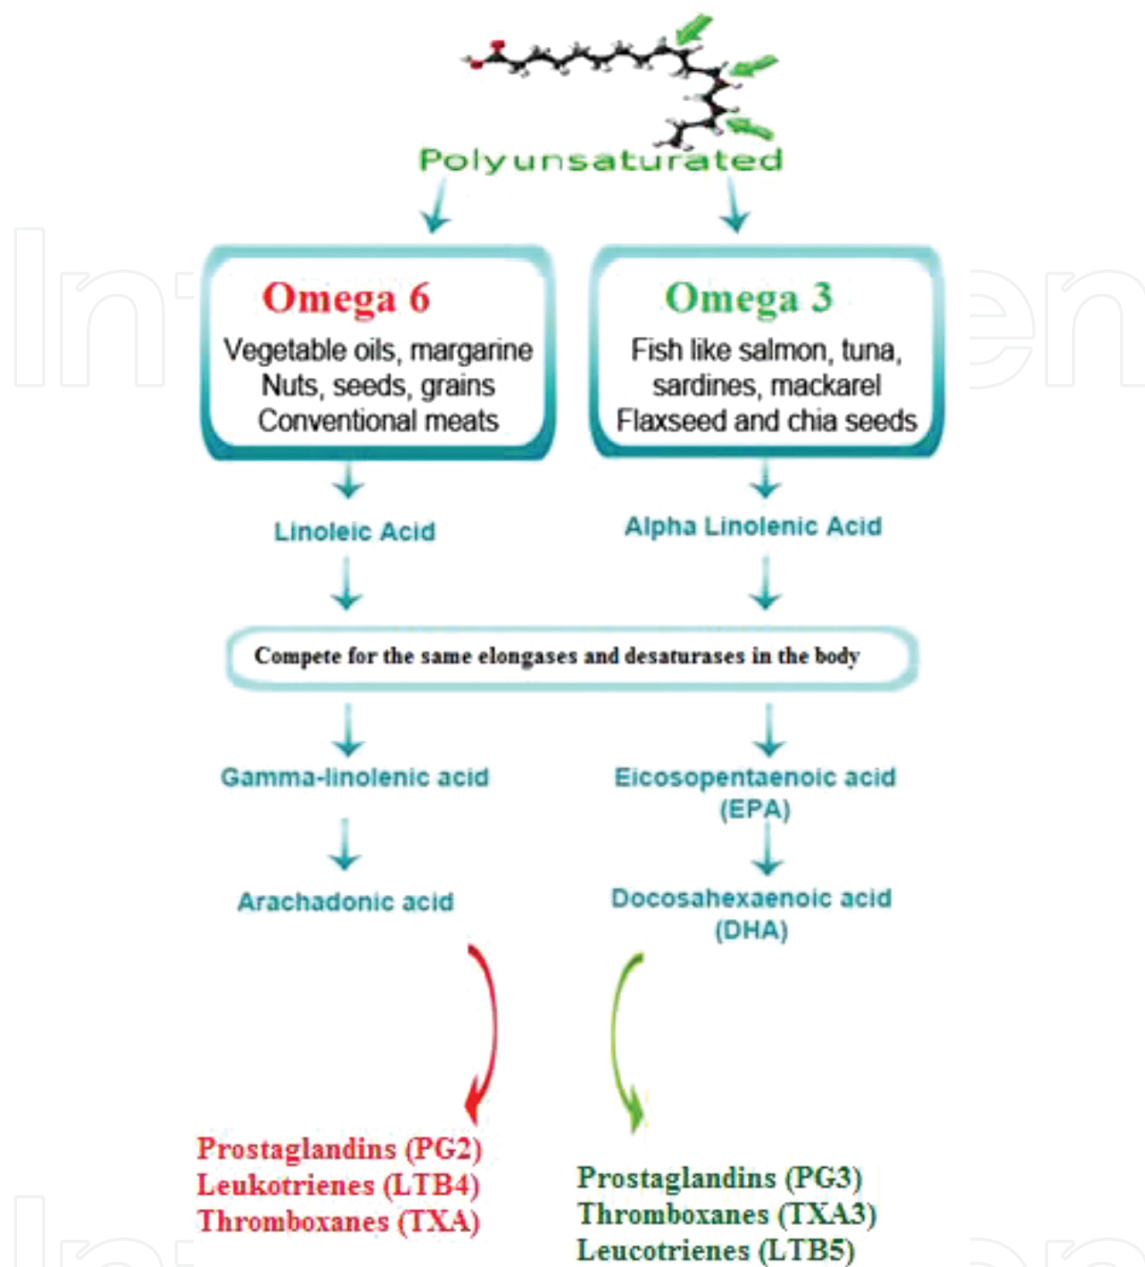 Polyunsaturated
Omega 6
Vegetable oils, margarine
Nuts, seeds, grains
Conventional meats
Omega 3
Fish like salmon, tuna,
sardines, mackarel
Flaxseed and chia seeds
Linoleic Acid
Alpha Linolenic Acid
Compete for the same elongases and desaturases in the body
Gamma-linolenic acid
Eicosopentaenoic acid
(EPA)
Arachadonic acid
Docosahexaenoic acid
(DHA)
Prostaglandins (PG2)
Leukotrienes (LTB4)
Thromboxanes (TXA)
Prostaglandins (PG3)
Thromboxanes (TXA3)
Leucotrienes (LTB5)